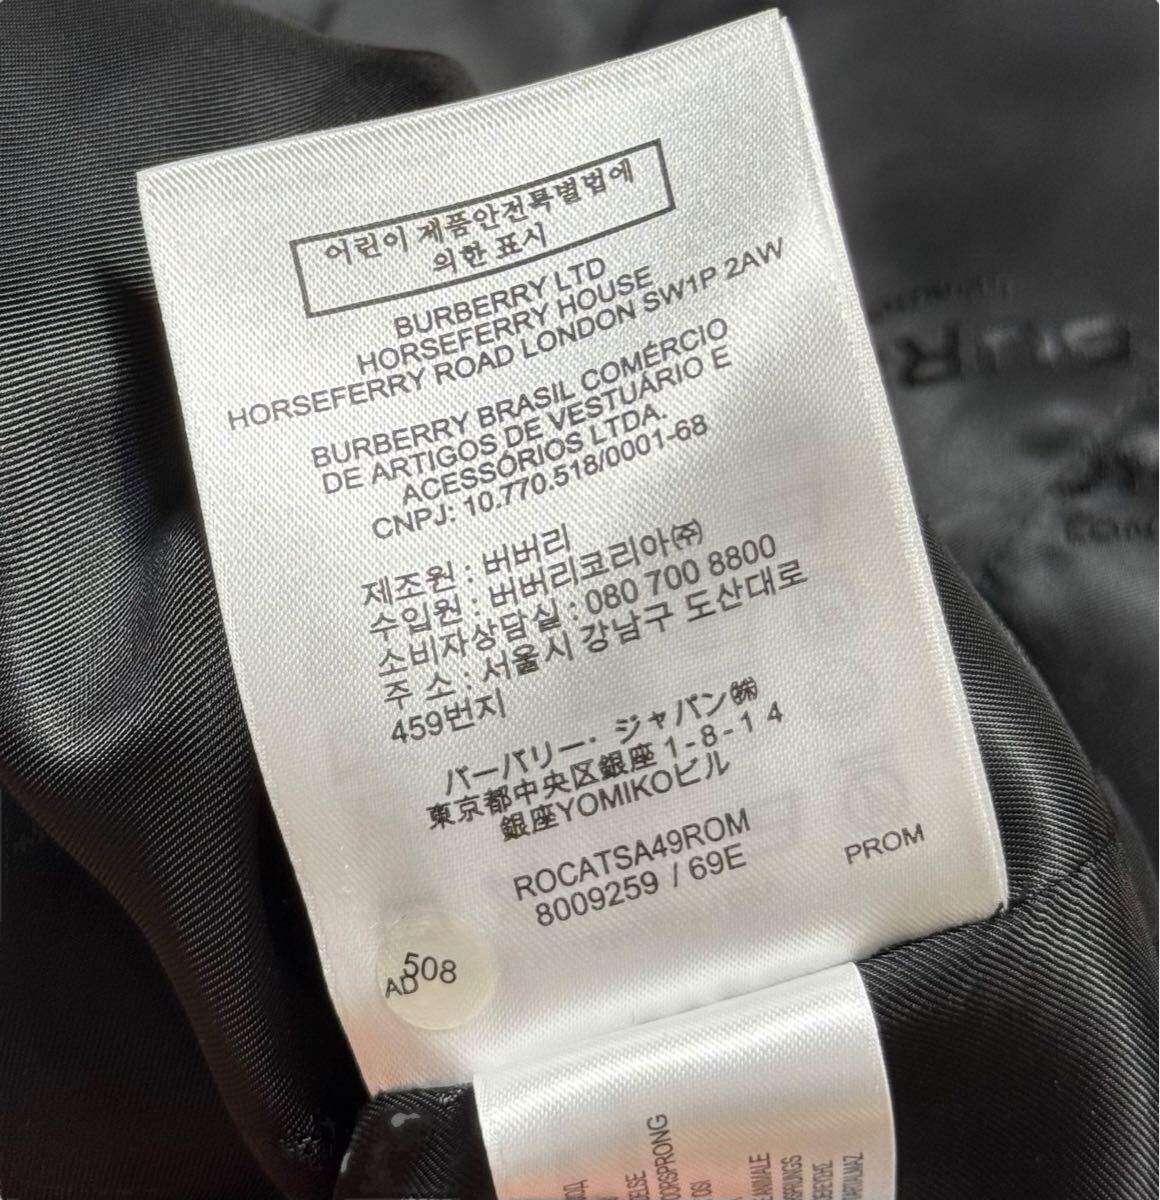 어린이 제품안전특별법에
의한 표시
BURBERRY LTD
HORSEFERRY HOUSE
HORSEFERRY ROAD LONDON SW1P 2AW
BURBERRY BRASIL COMÉRCIO
DE ARTIGOS DE VESTUÁRIO E
ACESSÓRIOS LTDA.
CNPJ: 10.770.518/0001-68
제조원 : 버버리
수입원 : 버버리코리아㈜
소비자상담실 : 080 700 8800
주 소 : 서울시 강남구 도산대로
459번지
バーバリー・ジャパン㈱
東京都中央区銀座 1-8-1 4
銀座YOMIKOビル
ROCATSA49ROM
8009259 / 69E
PROM
508
AD